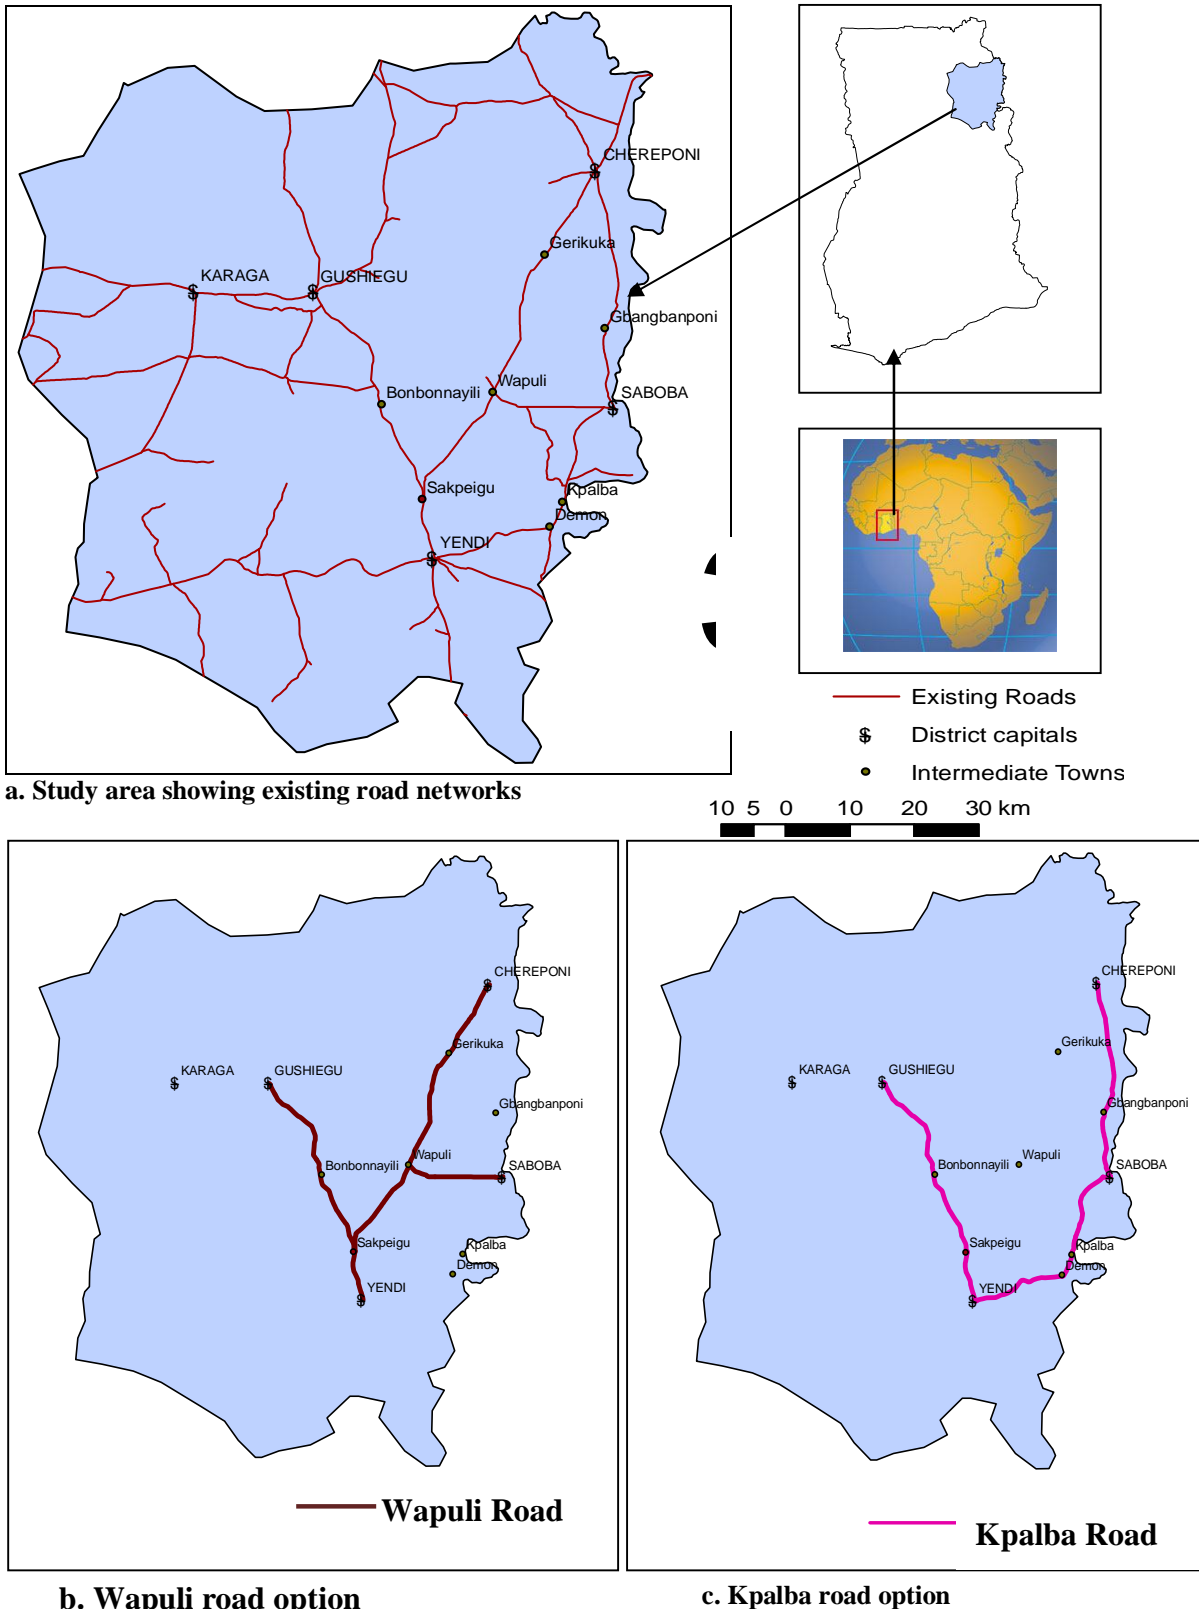 CHEREPONI
Gerikuka
KARAGA
GUSHIEGU
Gbangbanponi
Bonbonnayili
Wapuli
SABOBA
Sakpeigu
Kpalba
Demon
YENDI
Existing Roads
District capitals
Intermediate Towns
a. Study area showing existing road networks
10 5 0 10 20 30 km
CHEREPONI
Gerikuka
KARAGA
GUSHIEGU
Gbangbanponi
Bonbonnayili
Wapuli
SABOBA
Sakpeigu
Kpalba
Demon
YENDI
Wapuli Road
b. Wapuli road option
CHEREPONI
Gerikuka
KARAGA
GUSHIEGU
Gbangbanponi
Bonbonnayili
Wapuli
SABOBA
Sakpeigu
Kpalba
Demon
YENDI
Kpalba Road
c. Kpalba road option